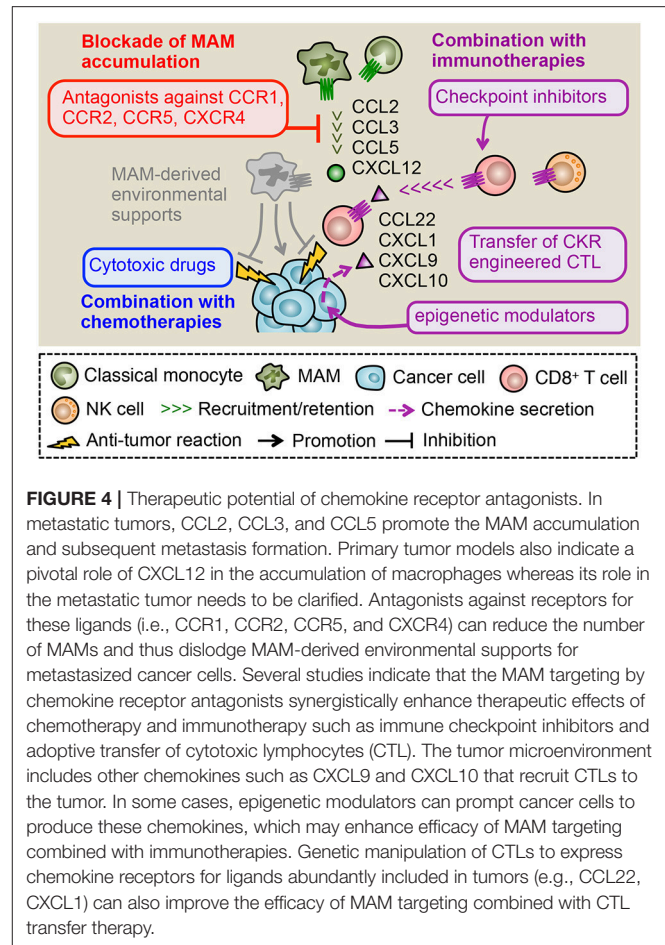 Blockade of MAM
accumulation
Antagonists against CCR1,
CCR2, CCR5, CXCR4
Combination with
immunotherapies
Checkpoint inhibitors
CCL2
CCL3
CCL5
CXCL12
MAM-derived
environmental
supports
CCL22
CXCL1
CXCL9
CXCL10
Transfer of CKR
engineered CTL
Cytotoxic drugs
Combination with
chemotherapies
epigenetic modulators
Classical monocyte MAM Cancer cell CD8⁺ T cell
NK cell >>> Recruitment/retention Chemokine secretion
Anti-tumor reaction Promotion Inhibition
FIGURE 4 | Therapeutic potential of chemokine receptor antagonists. In
metastatic tumors, CCL2, CCL3, and CCL5 promote the MAM accumulation
and subsequent metastasis formation. Primary tumor models also indicate a
pivotal role of CXCL12 in the accumulation of macrophages whereas its role in
the metastatic tumor needs to be clarified. Antagonists against receptors for
these ligands (i.e., CCR1, CCR2, CCR5, and CXCR4) can reduce the number
of MAMs and thus dislodge MAM-derived environmental supports for
metastasized cancer cells. Several studies indicate that the MAM targeting by
chemokine receptor antagonists synergistically enhance therapeutic effects of
chemotherapy and immunotherapy such as immune checkpoint inhibitors and
adoptive transfer of cytotoxic lymphocytes (CTL). The tumor microenvironment
includes other chemokines such as CXCL9 and CXCL10 that recruit CTLs to
the tumor. In some cases, epigenetic modulators can prompt cancer cells to
produce these chemokines, which may enhance efficacy of MAM targeting
combined with immunotherapies. Genetic manipulation of CTLs to express
chemokine receptors for ligands abundantly included in tumors (e.g., CCL22,
CXCL1) can also improve the efficacy of MAM targeting combined with CTL
transfer therapy.